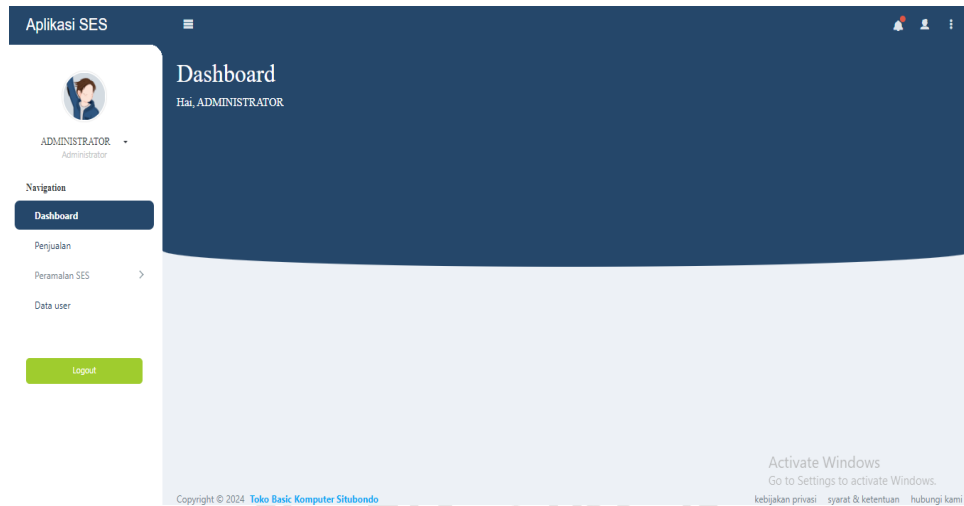 Aplikasi SES
ADMINISTRATOR
Administrator
Navigation
Dashboard
Penjualan
Peramalan SES
Data user
Logout
Dashboard
Hai, ADMINISTRATOR
Activate Windows
Go to Settings to activate Windows.
Copyright © 2024 Toko Basic Komputer Situbondo
kebijakan privasi syarat & ketentuan hubungi kami